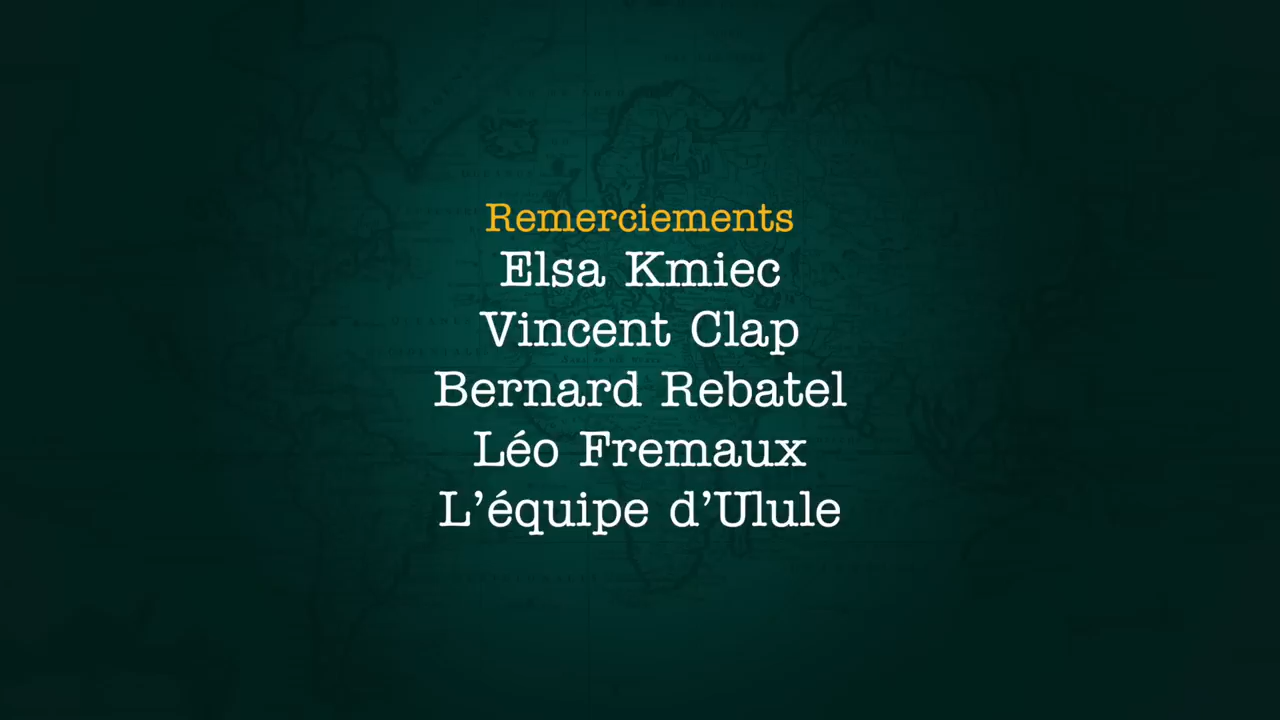 Remerciements
Elsa Kmiec
Vincent Clap
Bernard Rebatel
Léo Fremaux
L’équipe d’Ulule